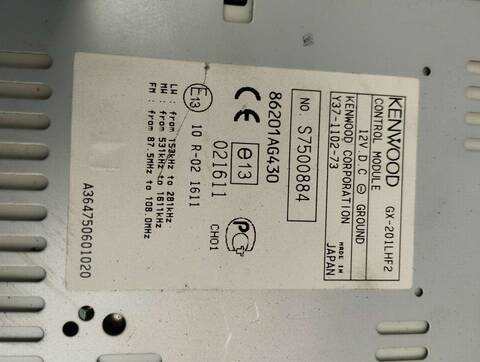 KENWOOD
CONTROL MODULE GX-201LHF2
12V D.C ⊖ GROUND
KENWOOD CORPORATION MADE IN
Y37-1102-73 JAPAN
NO. S7500884
86201AG430
CE e13 021611
E13 10 R-02 1611 CH01
LW : from 153kHz to 281kHz
MW : from 531kHz to 1611kHz
FM : from 87.5MHz to 108.0MHz
A364750601020